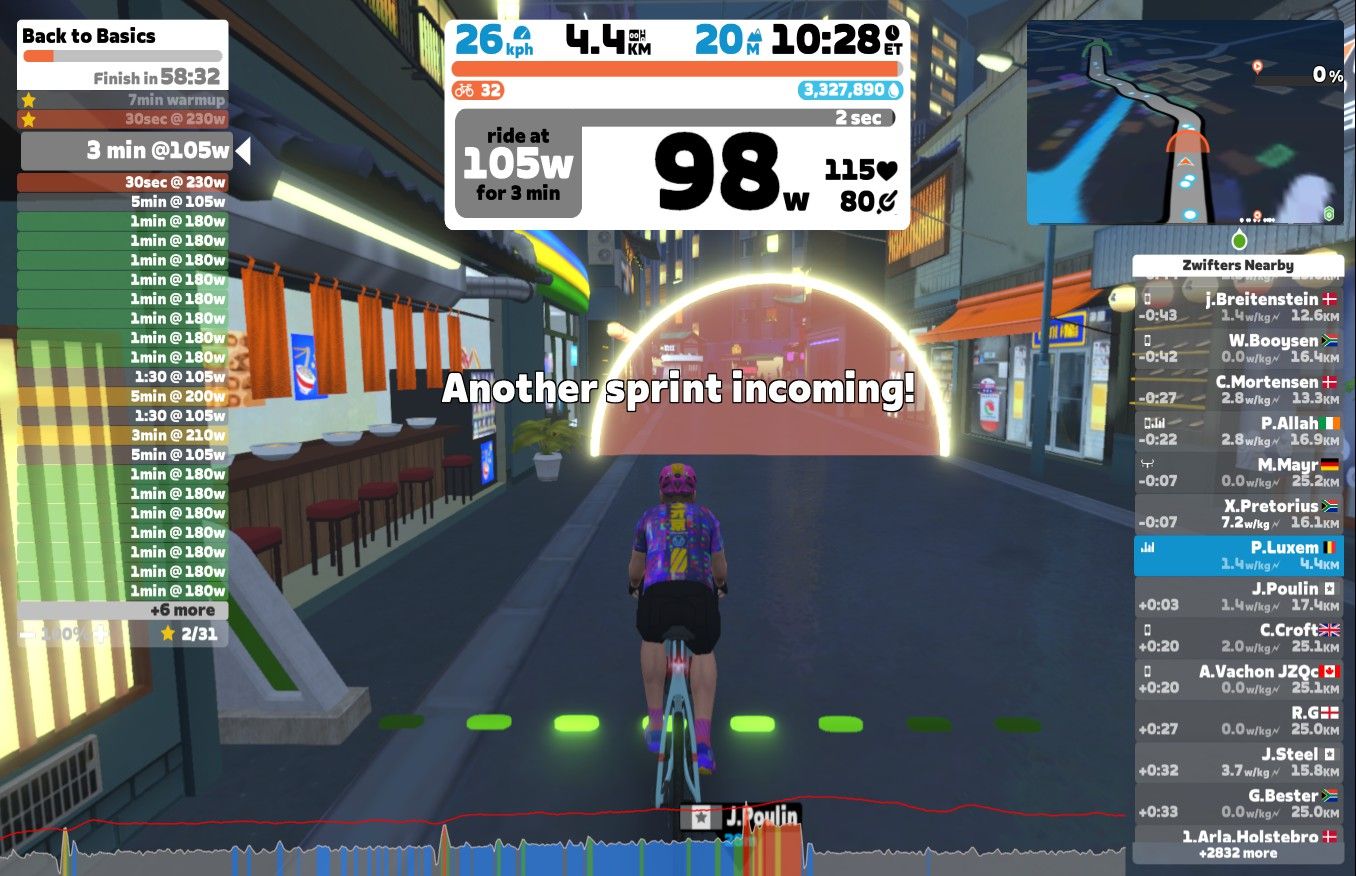 Back to Basics
Finish in 58:32
7min warmup
30sec @ 230w
3 min @105w
30sec @ 230w
5min @ 105w
1min @ 180w
1min @ 180w
1min @ 180w
1min @ 180w
1min @ 180w
1min @ 180w
1min @ 180w
1min @ 180w
1:30 @ 105w
5min @ 200w
1:30 @ 105w
3min @ 210w
5min @ 105w
1min @ 180w
1min @ 180w
1min @ 180w
1min @ 180w
1min @ 180w
1min @ 180w
1min @ 180w
+6 more
100%
2/31
26 kph 4.4 KM 20 M 10:28 ET
32 3,327,890
2 sec
ride at
105w
for 3 min
98 w
115
80
Another sprint incoming!
0%
Zwifters Nearby
j.Breitenstein
-0:43 1.4w/kg 12.6KM
W.Booysen
-0:42 0.0w/kg 16.4KM
C.Mortensen
-0:27 2.8w/kg 13.3KM
P.Allah
-0:22 2.8w/kg 16.9KM
M.Mayr
-0:07 0.0w/kg 25.2KM
X.Pretorius
-0:07 7.2w/kg 16.1KM
P.Luxem
1.4w/kg 4.4KM
J.Poulin
+0:03 1.4w/kg 17.4KM
C.Croft
+0:20 2.0w/kg 25.1KM
A.Vachon JZQc
+0:20 0.0w/kg 25.1KM
R.G
+0:27 0.0w/kg 25.0KM
J.Steel
+0:32 3.7w/kg 15.8KM
G.Bester
+0:33 0.0w/kg 25.0KM
1.Arla.Holstebro
+2832 more
J.Poulin